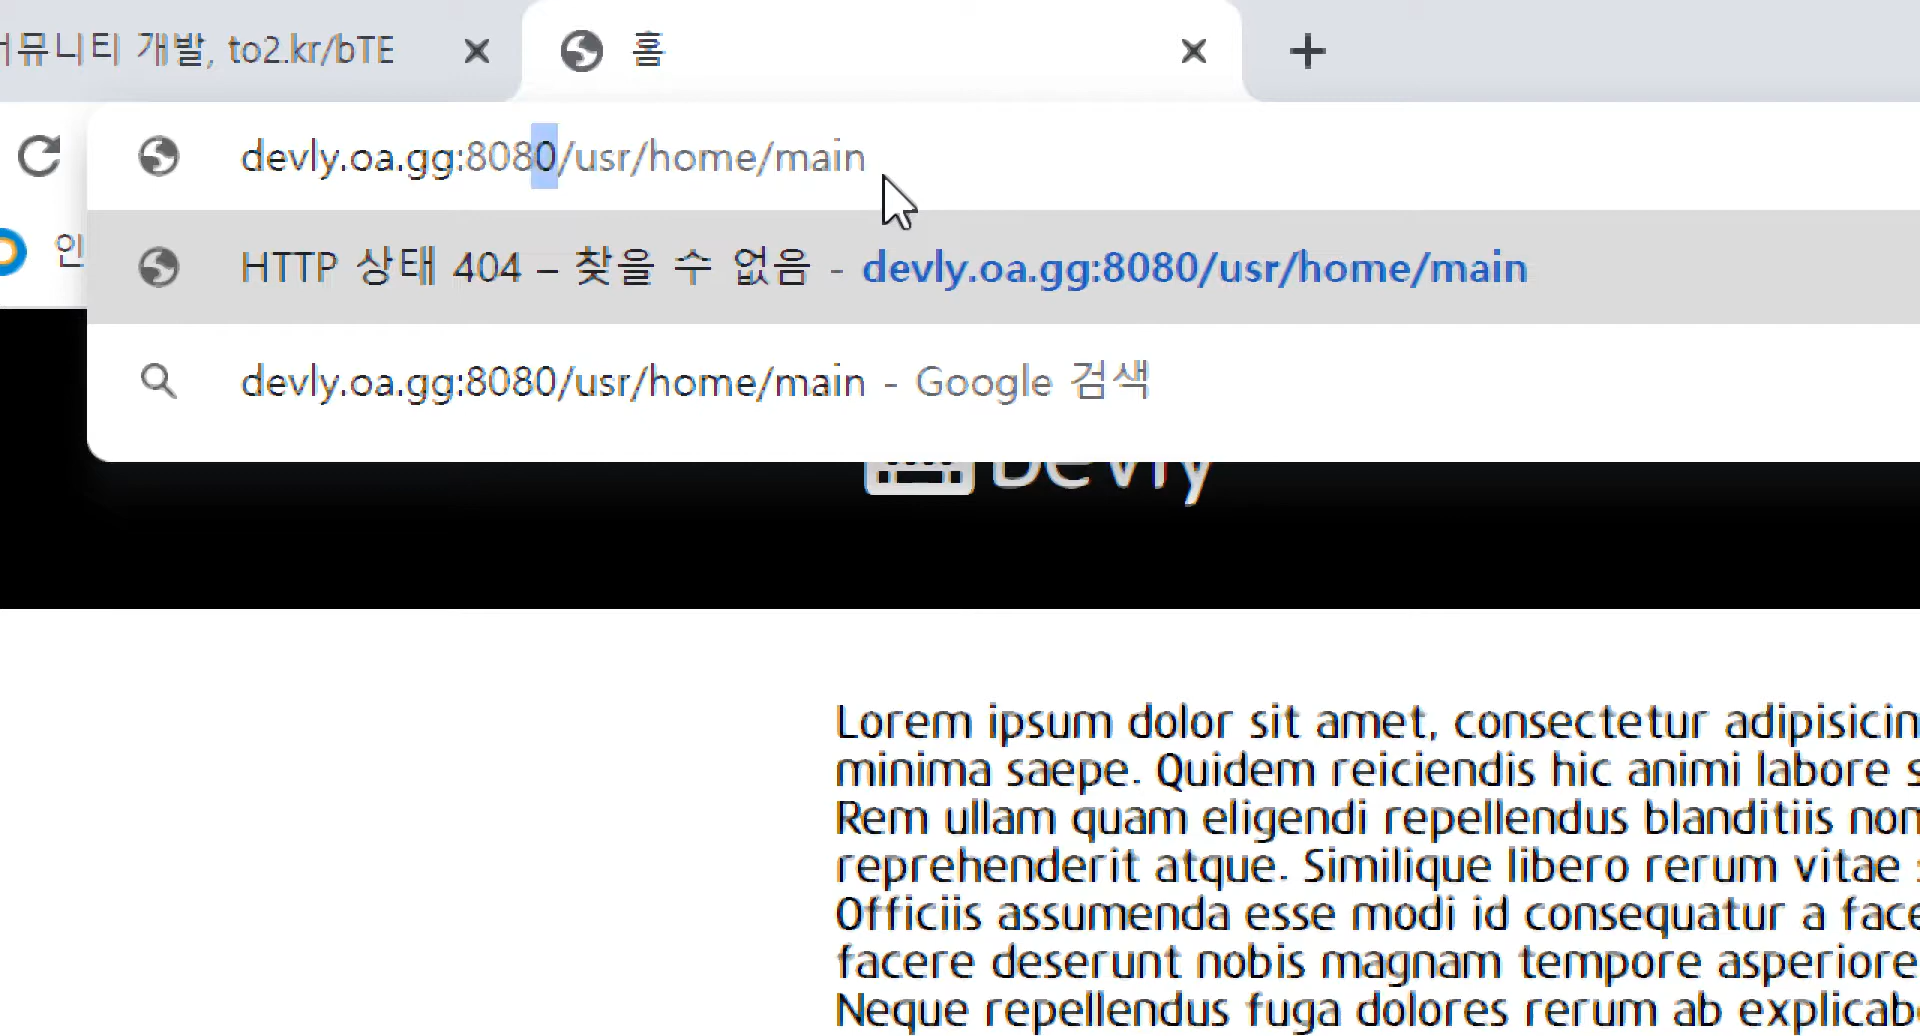 커뮤니티 개발, to2.kr/bTE
홈
devly.oa.gg:8080/usr/home/main
인
HTTP 상태 404 – 찾을 수 없음 - devly.oa.gg:8080/usr/home/main
devly.oa.gg:8080/usr/home/main - Google 검색
Devly
Lorem ipsum dolor sit amet, consectetur adipisicin
minima saepe. Quidem reiciendis hic animi labore s
Rem ullam quam eligendi repellendus blanditiis non
reprehenderit atque. Similique libero rerum vitae
Officiis assumenda esse modi id consequatur a face
facere deserunt nobis magnam tempore asperiore
Neque repellendus fuga dolores rerum ab explicab